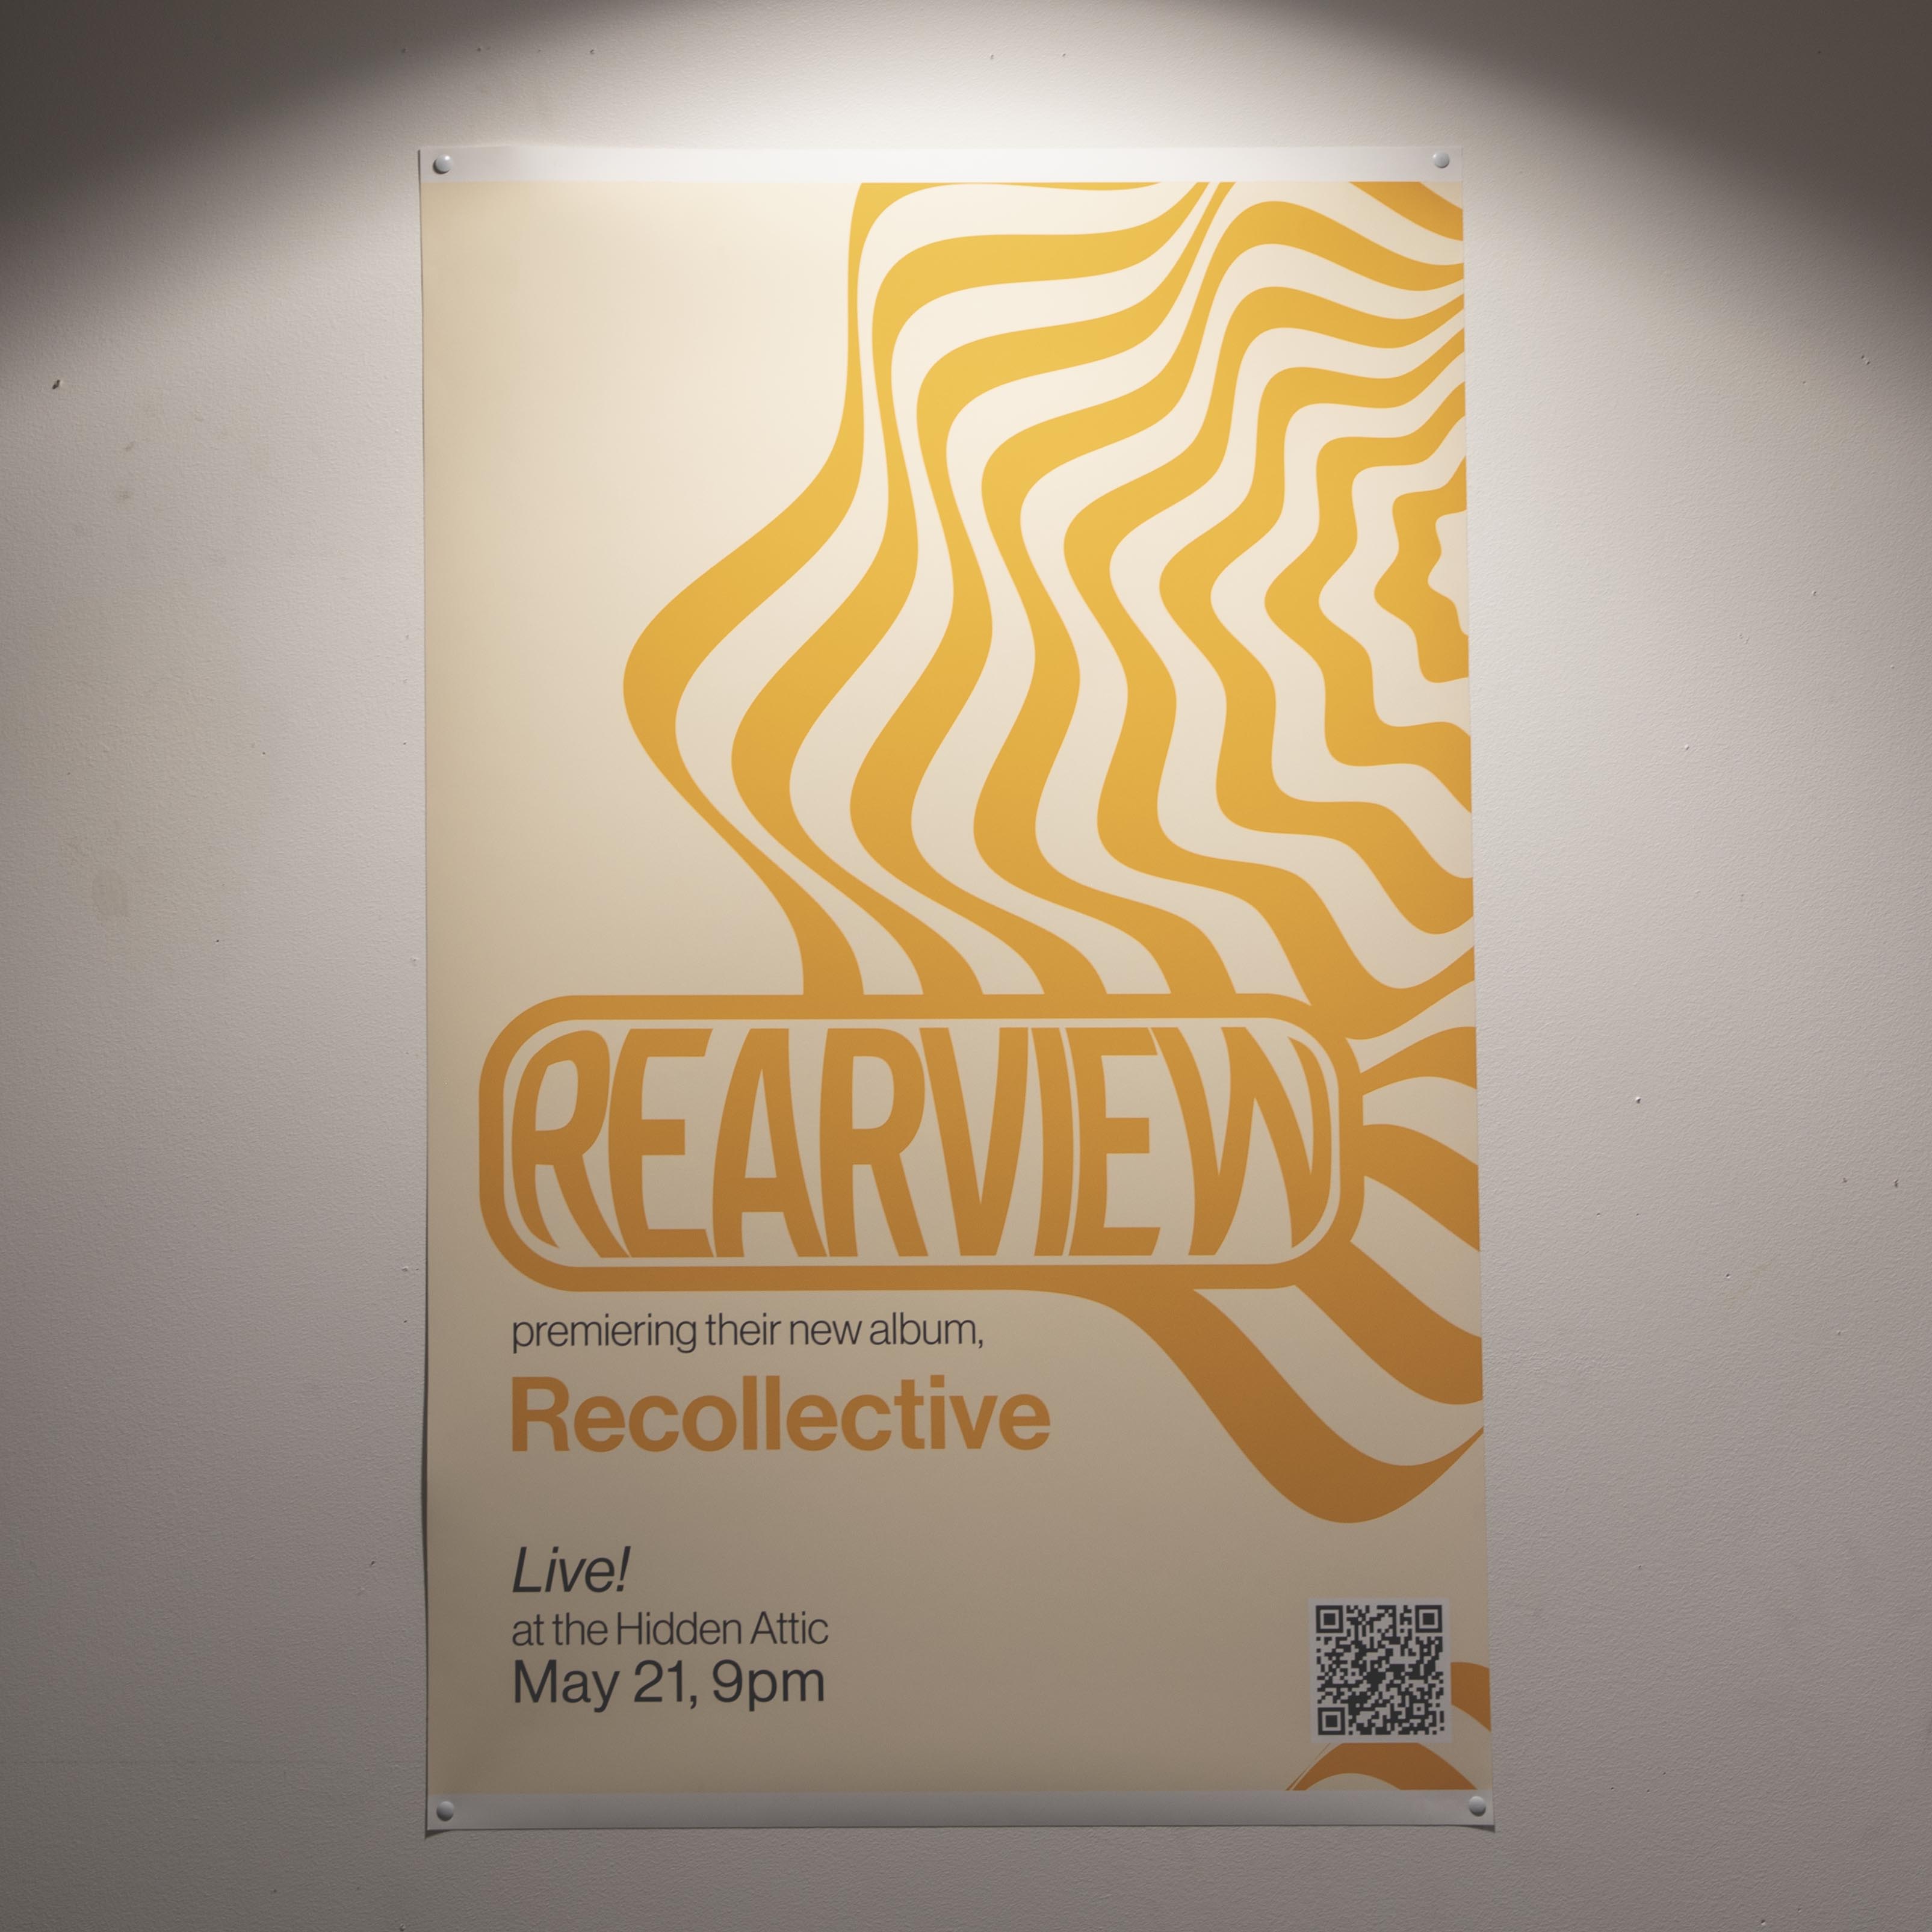 REARVIEW
premiering their new album,
Recollective
Live!
at the Hidden Attic
May 21, 9pm